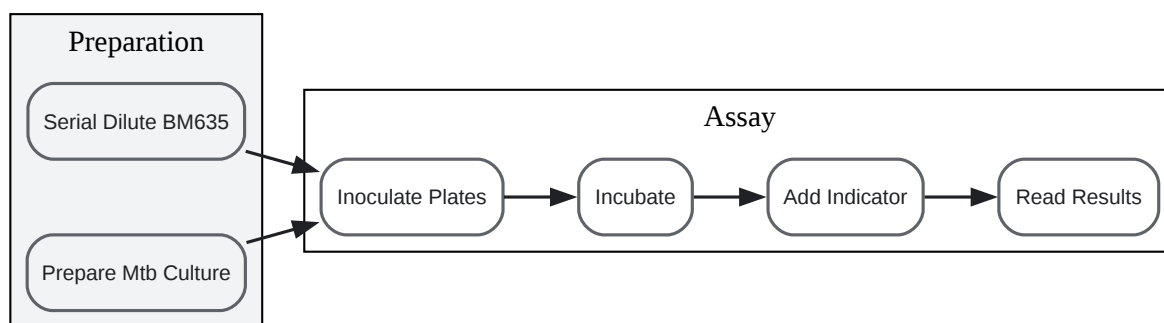 Preparation
Serial Dilute BM635
Prepare Mtb Culture
Assay
Inoculate Plates
Incubate
Add Indicator
Read Results